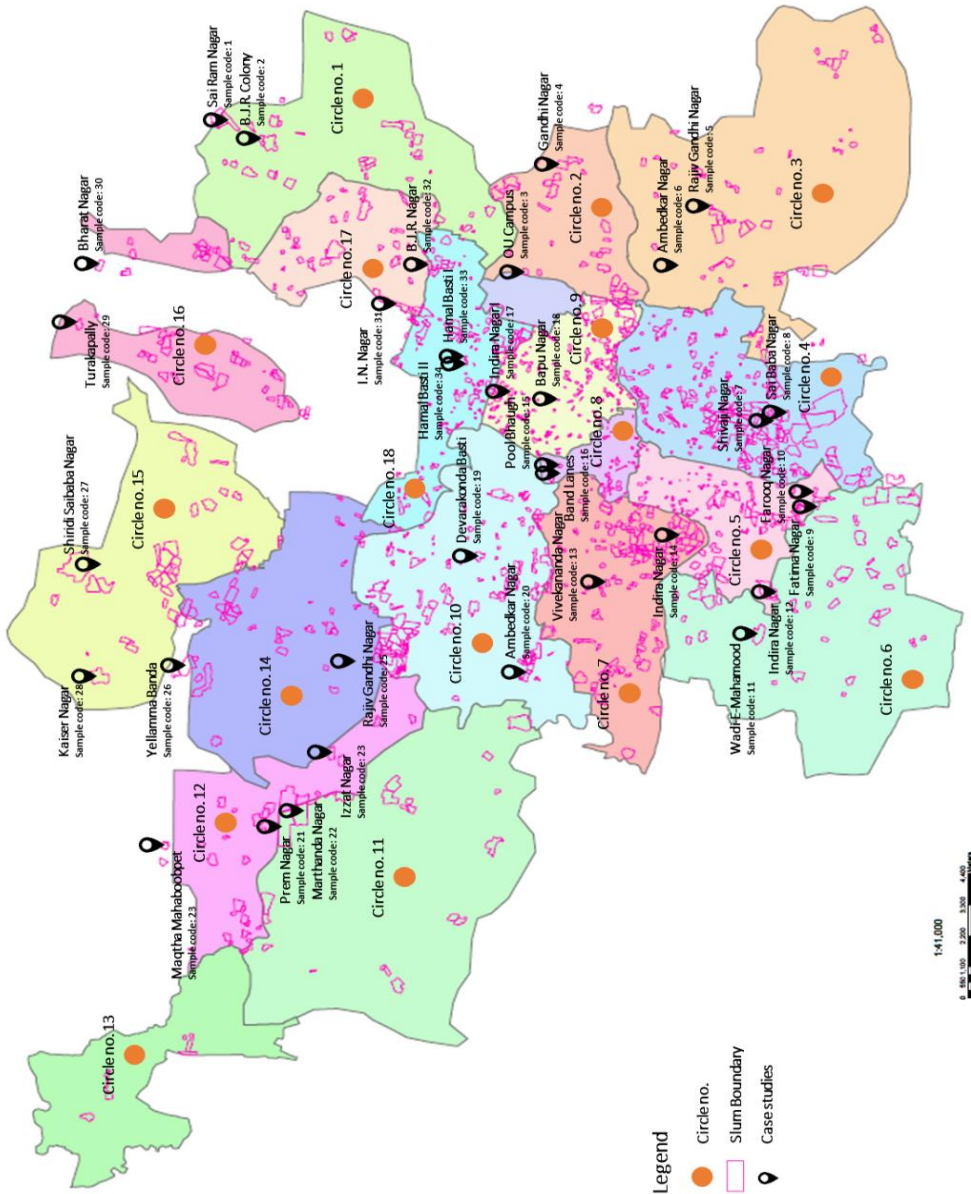 Sai Ram Nagar
Sample code: 1
B.J.R Colony
Sample code: 2
Circle no.1
Gandhi Nagar
Sample code: 4
Rajiv Gandhi Nagar
Sample code: 5
Bharat Nagar
Sample code: 30
Circle no.17
B.J.R. Nagar
Sample code: 32
OU Campus
Sample code: 3
Circle no.2
Ambedkar Nagar
Sample code: 6
Circle no.3
Turakapally
Sample code: 29
Circle no.16
I.N. Nagar
Sample code: 31
Hamal Basti I
Sample code: 33
Hamal Basti II
Sample code: 34
Indira Nagar I
Sample code: 17
Bapu Nagar
Sample code: 18
Circle no.9
Sai Baba Nagar
Sample code: 8
Circle no.4
Shivaji Nagar
Sample code: 7
Pool Bhaugh
Sample code: 15
Circle no.8
Shiridi Saibaba Nagar
Sample code: 27
Circle no.15
Circle no.18
Devarakonda Basti
Sample code: 19
Band Lanes
Sample code: 16
Farooq Nagar
Sample code: 10
Circle no.5
Fatima Nagar
Sample code: 9
Vivekananda Nagar
Sample code: 13
Indira Nagar
Sample code: 14
Indira Nagar
Sample code: 12
Kaiser Nagar
Sample code: 28
Yellamma Banda
Sample code: 26
Circle no.14
Rajiv Gandhi Nagar
Sample code: 25
Circle no.10
Ambedkar Nagar
Sample code: 20
Circle no.7
Wadi-E-Mahamood
Sample code: 11
Circle no.6
Circle no.12
Izzat Nagar
Sample code: 23
Prem Nagar
Sample code: 21
Marthanda Nagar
Sample code: 22
Circle no.11
Maqtha Mahaboobpet
Sample code: 23
Circle no.13
Legend
Circle no.
Slum Boundary
Case studies
1:41,000
0 550 1,100 2,200 3,300 4,400